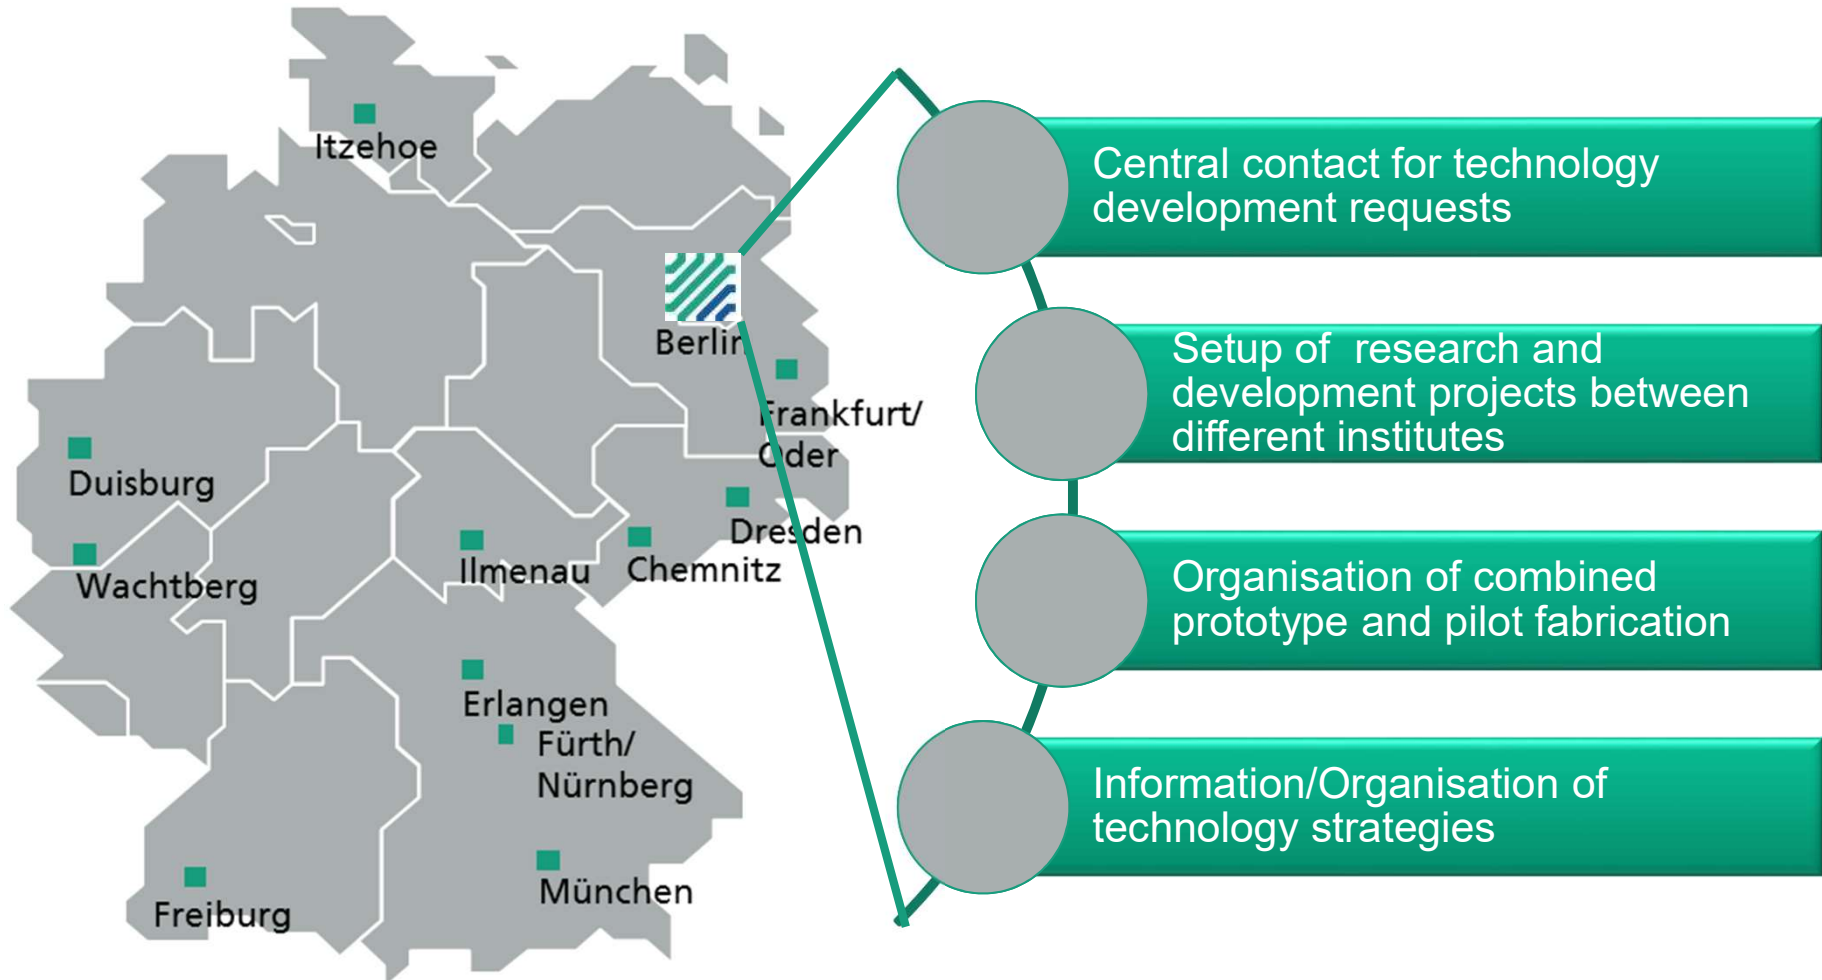 Itzehoe
Berlin
Frankfurt/
Oder
Duisburg
Wachtberg
Ilmenau
Chemnitz
Dresden
Erlangen
Fürth/
Nürnberg
München
Freiburg
Central contact for technology
development requests
Setup of  research and
development projects between
different institutes
Organisation of combined
prototype and pilot fabrication
Information/Organisation of
technology strategies